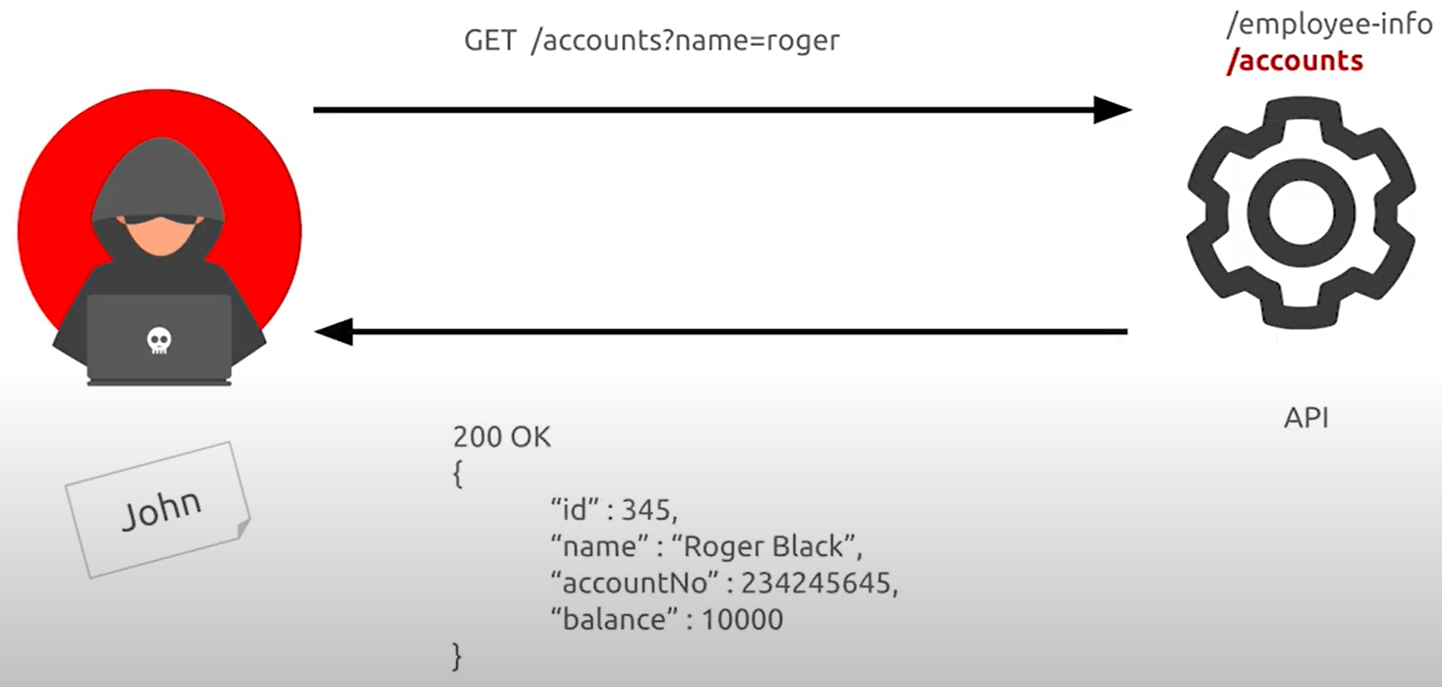 GET /accounts?name=roger
/employee-info
/accounts
API
John
200 OK
{
“id” : 345,
“name” : “Roger Black”,
“accountNo” : 234245645,
“balance” : 10000
}